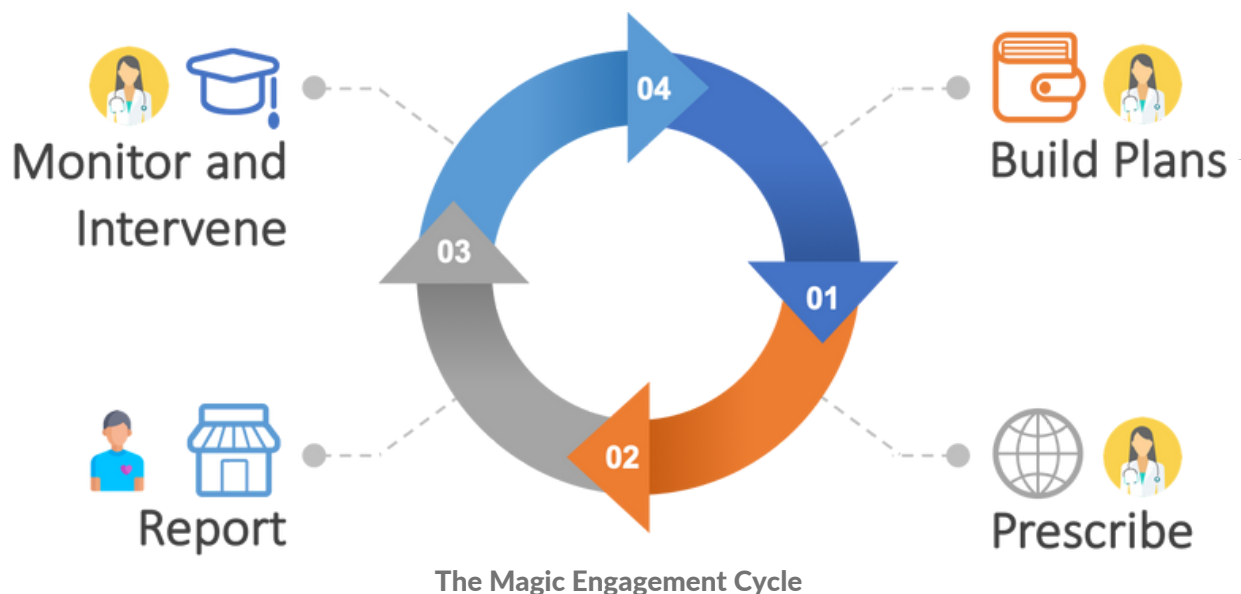 04
Monitor and
Intervene
Build Plans
03
01
02
Report
Prescribe
The Magic Engagement Cycle